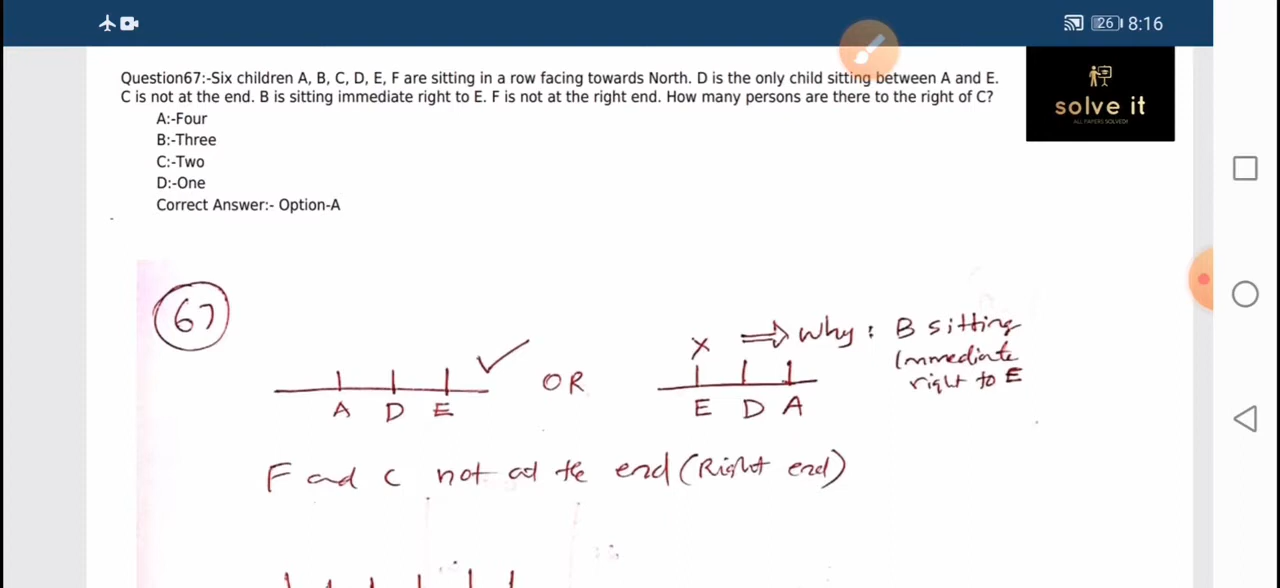 26 8:16
Question67:-Six children A, B, C, D, E, F are sitting in a row facing towards North. D is the only child sitting between A and E.
C is not at the end. B is sitting immediate right to E. F is not at the right end. How many persons are there to the right of C?
A:-Four
B:-Three
C:-Two
D:-One
Correct Answer:- Option-A
solve it
ALL PAPERS SOLVED!
67
X ⇒ Why : B sitting
Immediate
right to E
A D E OR E D A
F and C not at the end (Right end)